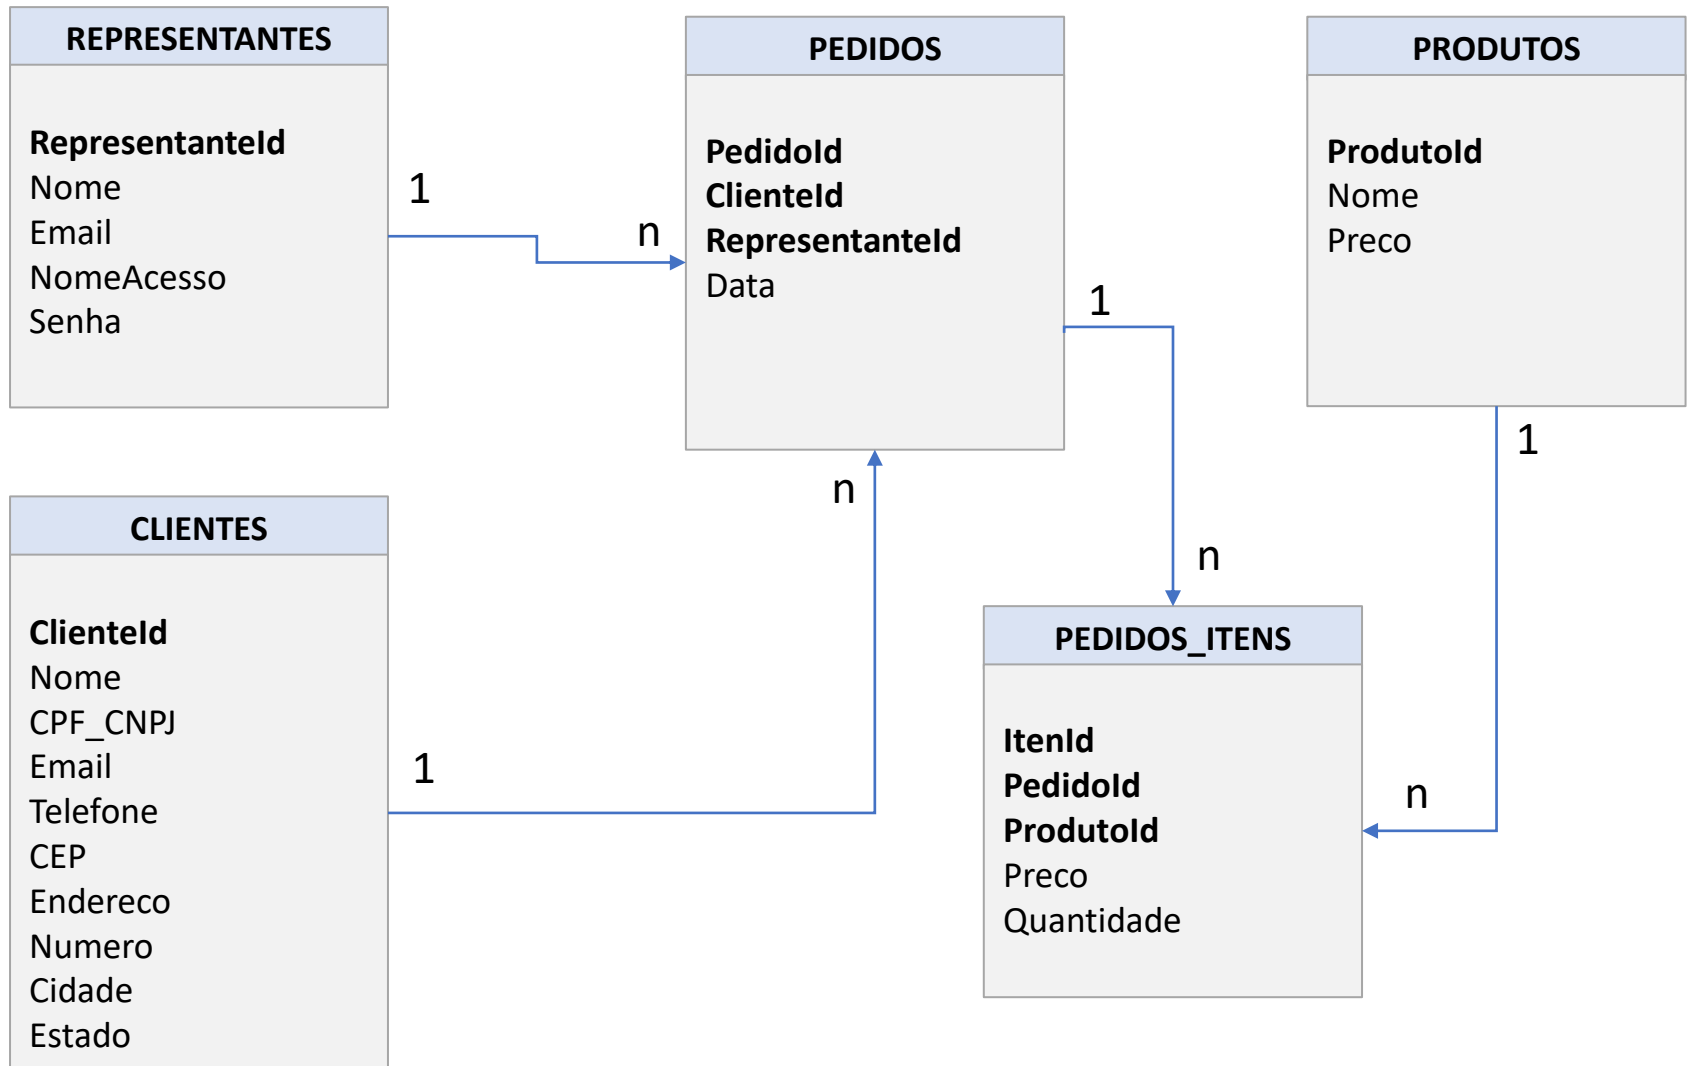 REPRESENTANTES
RepresentanteId
Nome
Email
NomeAcesso
Senha
1
n
PEDIDOS
PedidoId
ClienteId
RepresentanteId
Data
1
n
PRODUTOS
ProdutoId
Nome
Preco
1
n
CLIENTES
ClienteId
Nome
CPF_CNPJ
Email
Telefone
CEP
Endereco
Numero
Cidade
Estado
1
n
PEDIDOS_ITENS
ItenId
PedidoId
ProdutoId
Preco
Quantidade